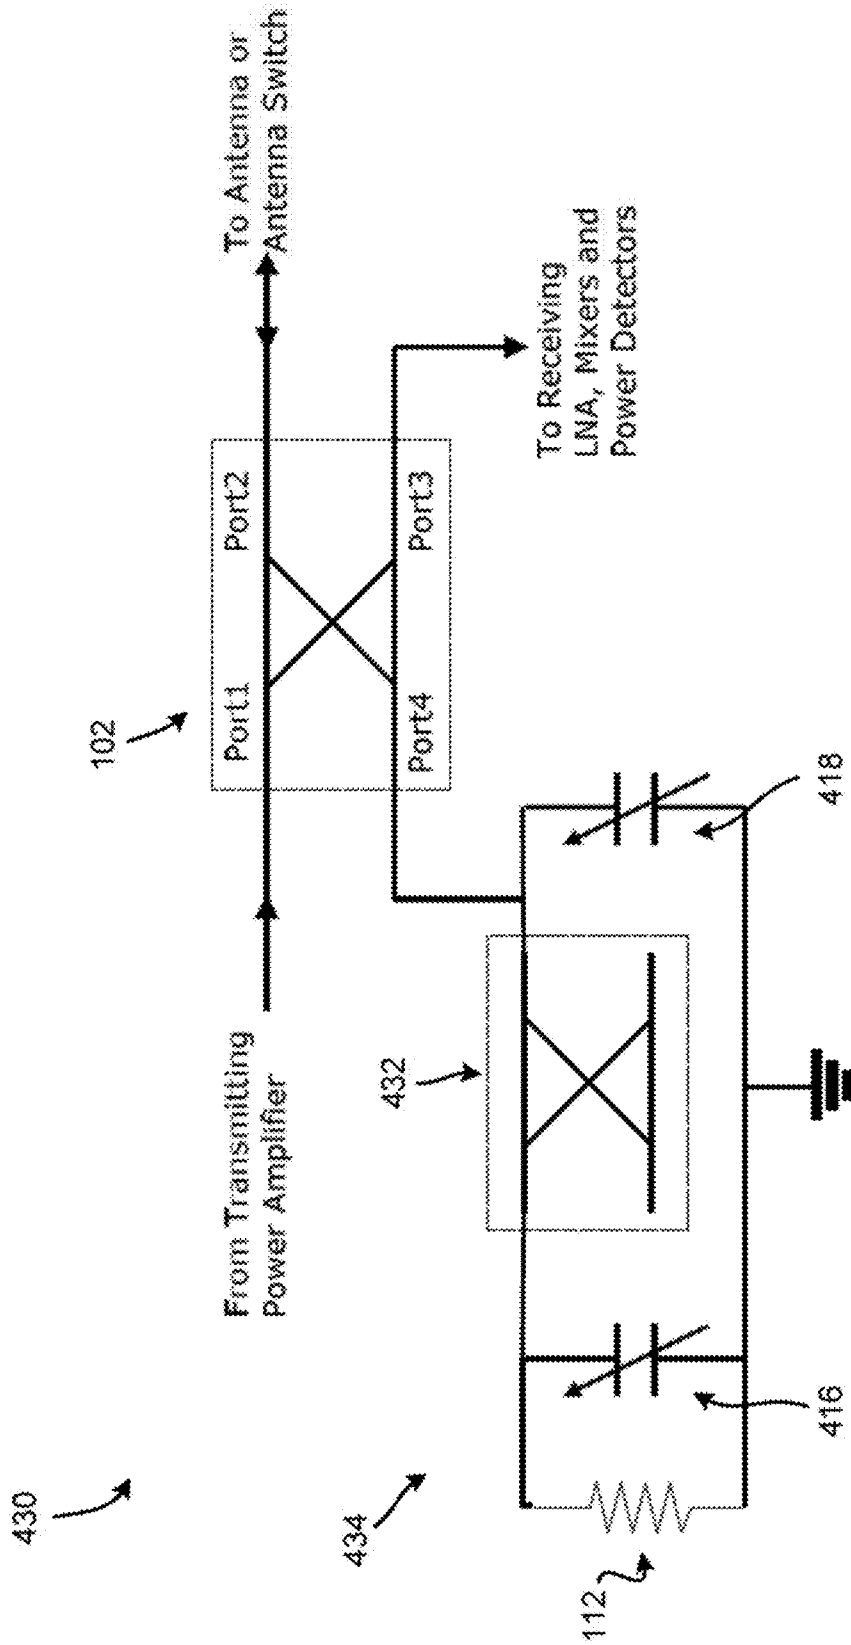 430
102
From Transmitting
Power Amplifier
Port1
Port2
To Antenna or
Antenna Switch
Port4
Port3
To Receiving
LNA, Mixers and
Power Detectors
434
432
112
416
418